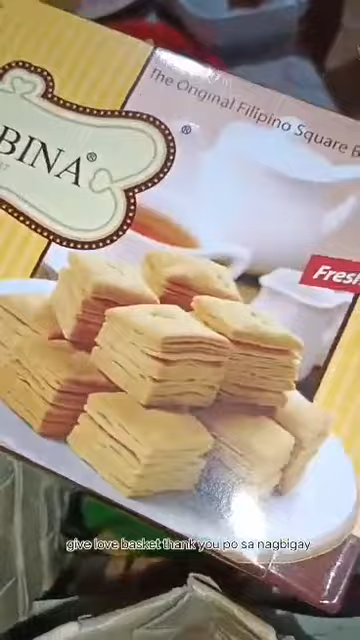 The Original Filipino Square
BINA®
®
Fresh
give love basket thank you po sa nagbigay